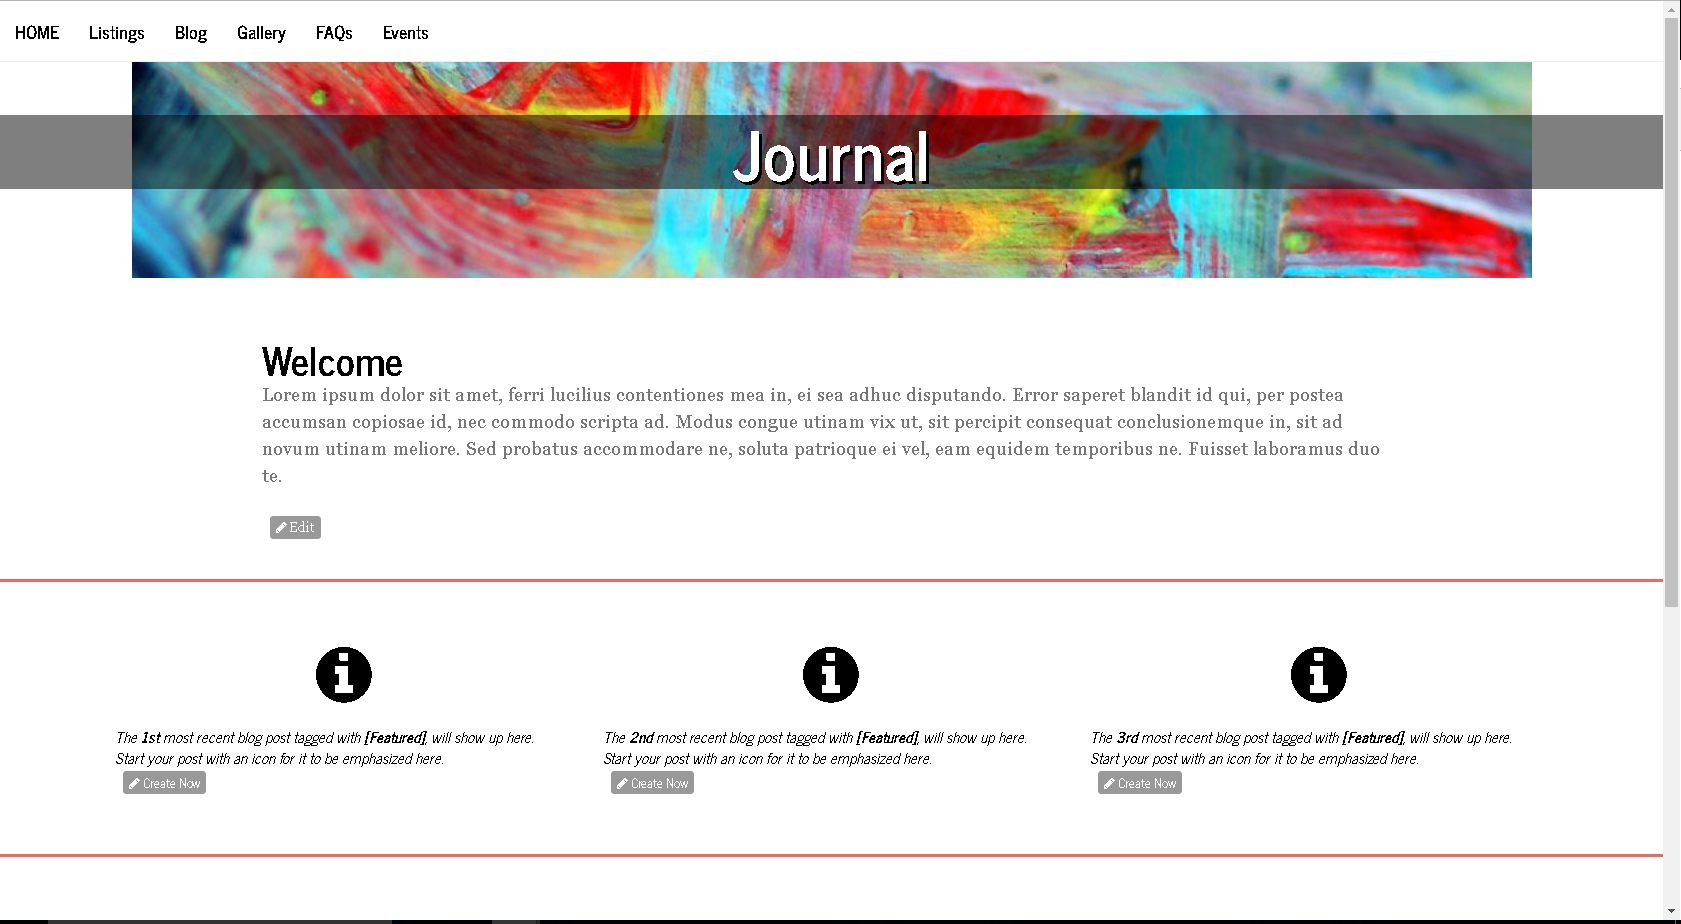 HOME Listings Blog Gallery FAQs Events
Journal
Welcome
Lorem ipsum dolor sit amet, ferri lucilius contentiones mea in, ei sea adhuc disputando. Error saperet blandit id qui, per postea
accumsan copiosae id, nec commodo scripta ad. Modus congue utinam vix ut, sit percipit consequat conclusionemque in, sit ad
novum utinam meliore. Sed probatus accommodare ne, soluta patrioque ei vel, eam equidem temporibus ne. Fuisset laboramus duo
te.
Edit
The 1st most recent blog post tagged with [Featured], will show up here.
Start your post with an icon for it to be emphasized here.
Create Now
The 2nd most recent blog post tagged with [Featured], will show up here.
Start your post with an icon for it to be emphasized here.
Create Now
The 3rd most recent blog post tagged with [Featured], will show up here.
Start your post with an icon for it to be emphasized here.
Create Now